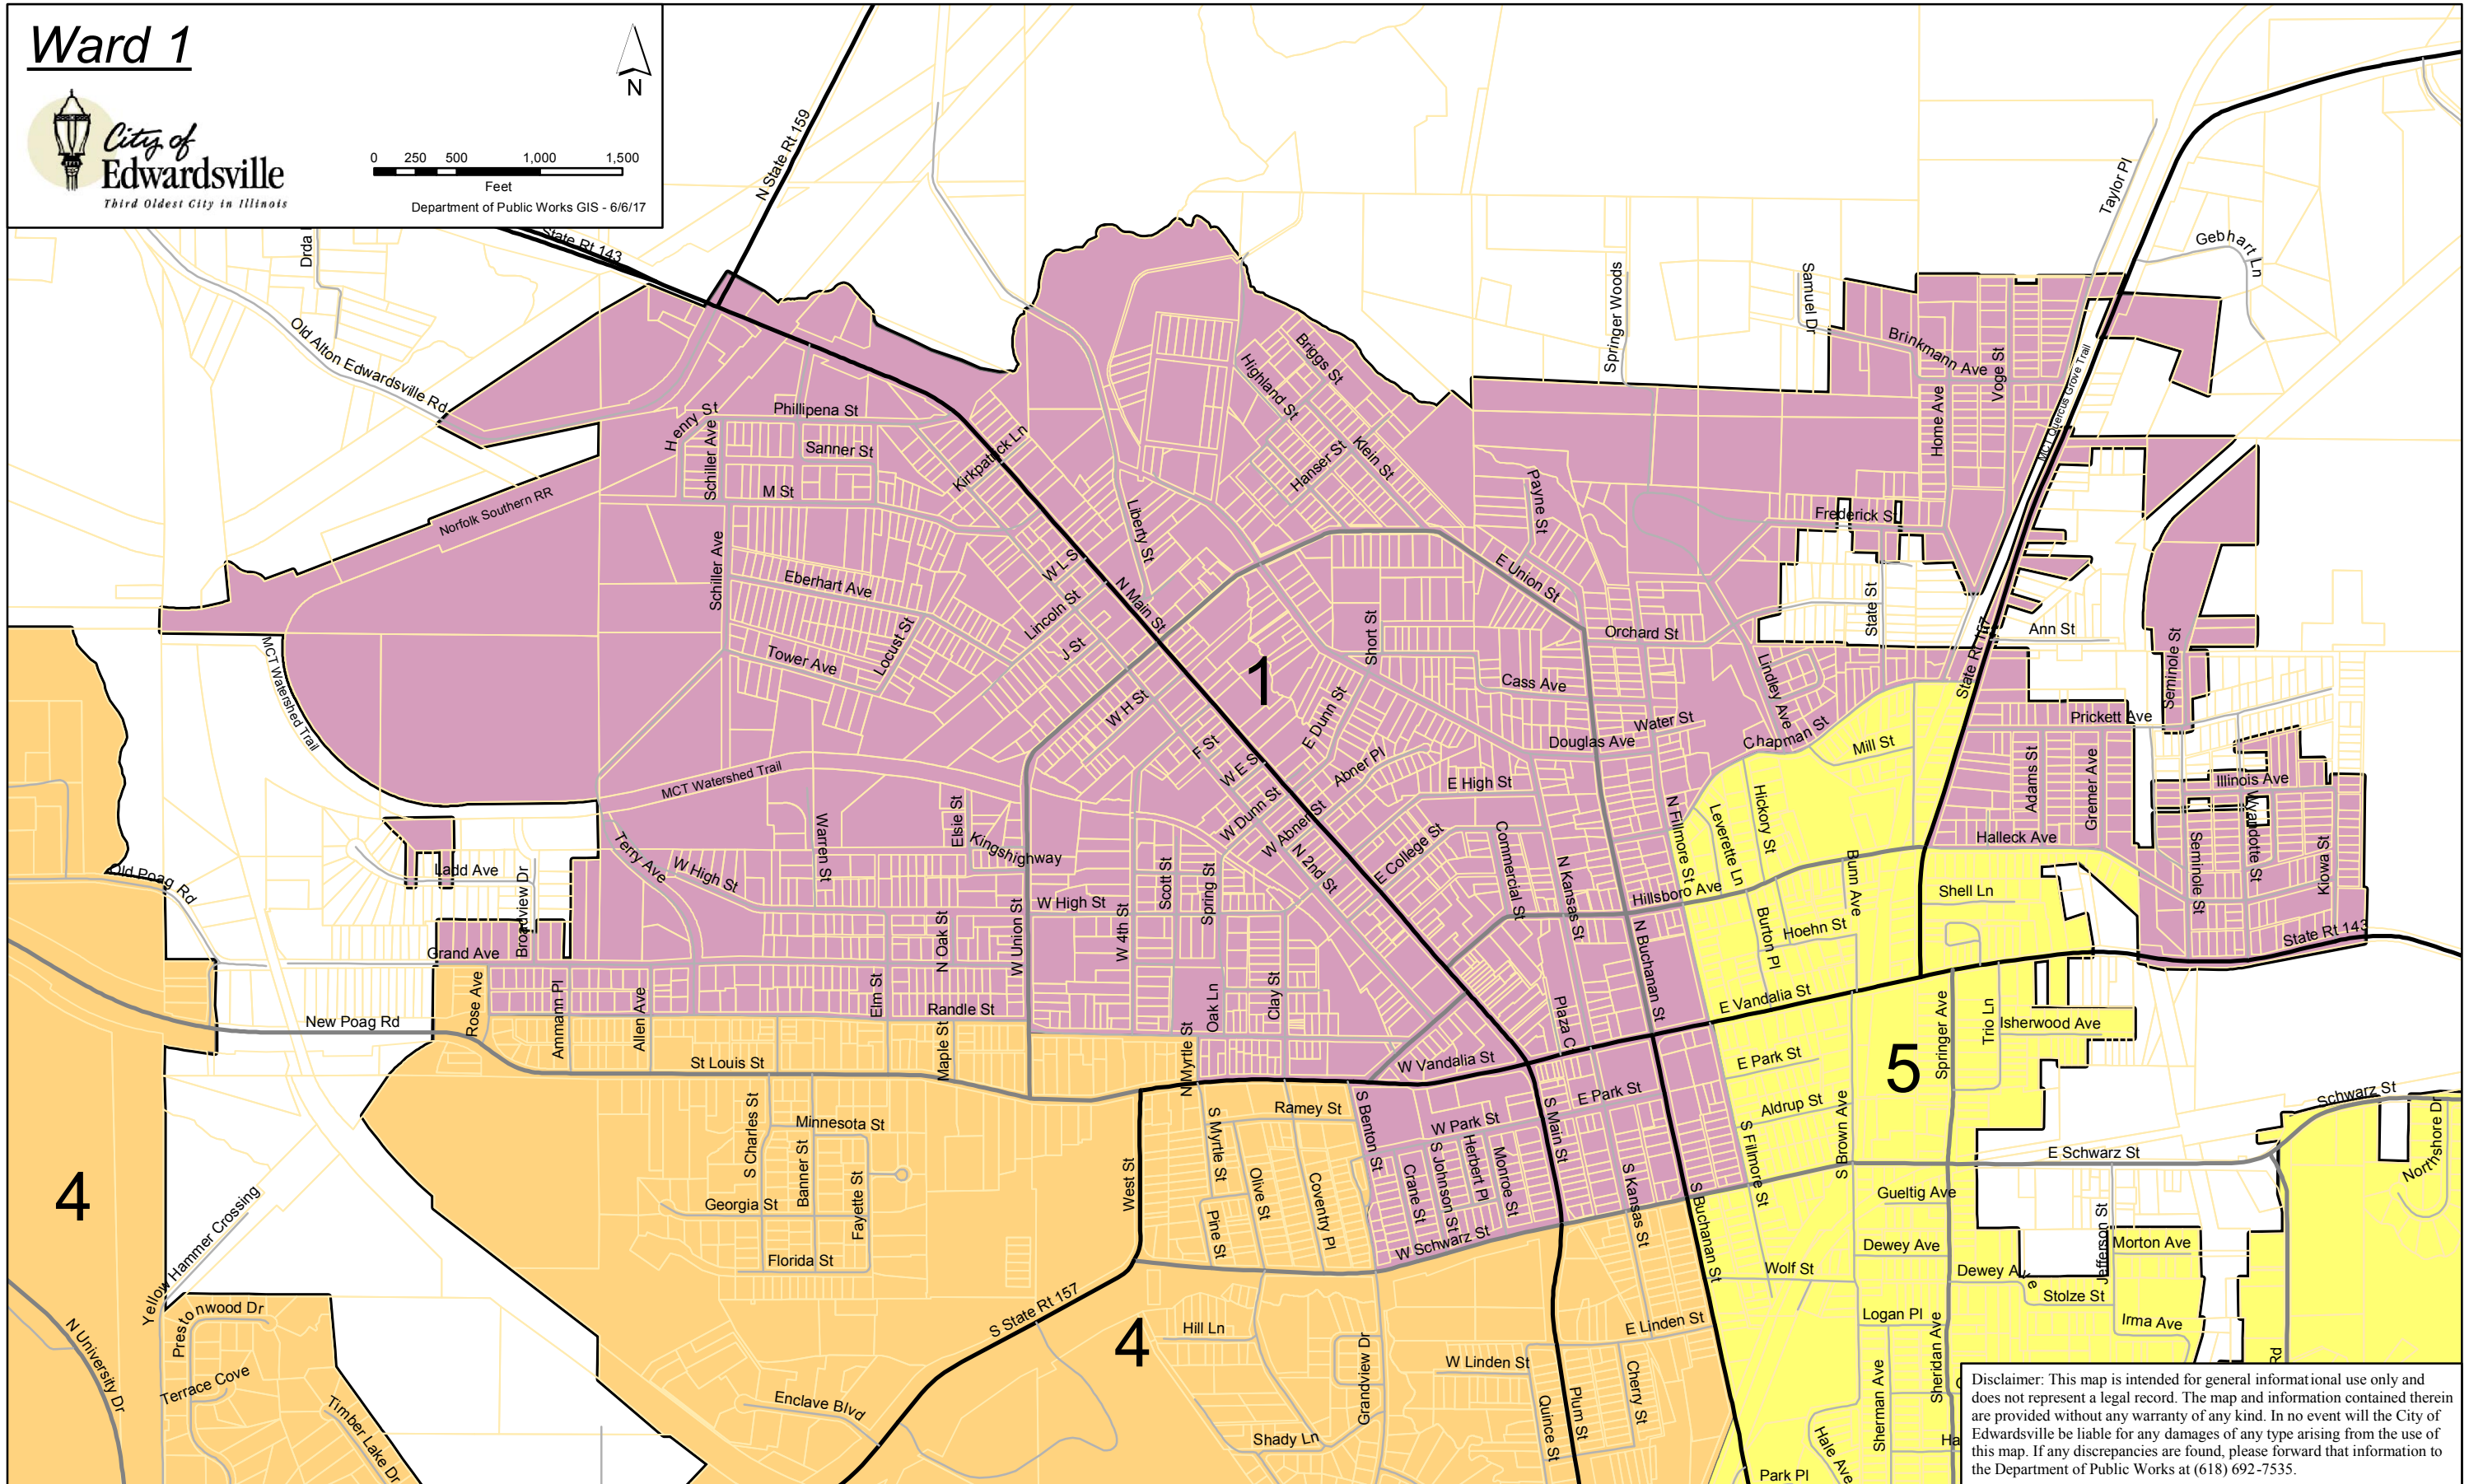 Ward 1
N
City of
Edwardsville
Third Oldest City in Illinois
0 250 500 1,000 1,500
Feet
Department of Public Works GIS - 6/6/17
N State Rt 159
State Rt 143
Drda
Old Alton Edwardsville Rd
Taylor Pl
Gebhart Ln
Springer Woods
Samuel Dr
Brinkmann Ave
Voge St
Home Ave
MCT Quercus Grove Trail
Briggs St
Highland St
Klein St
Hanser St
Henry St
Phillipena St
Schiller Ave
Sanner St
Kirkpatrick Ln
M St
Norfolk Southern RR
Liberty St
Payne St
Frederick St
E Union St
Schiller Ave
Eberhart Ave
W L S
Lincoln St
N Main St
J St
Locust St
Tower Ave
Short St
Orchard St
State St
Ann St
State Rt 157
Seminole St
MCT Watershed Trail
1
Cass Ave
Lindley Ave
W H St
E Dunn St
Water St
Douglas Ave
Chapman St
Mill St
Prickett Ave
F St
W E S
Abner Pl
MCT Watershed Trail
E High St
Adams St
Gremer Ave
Illinois Ave
Wyandotte St
Elsie St
Warren St
W Dunn St
W Abner St
N Fillmore St
Leverette Ln
Hickory St
Halleck Ave
Terry Ave
Kingshighway
E College St
Commercial St
N 2nd St
Ladd Ave
Broadview Dr
W High St
Scott St
Spring St
N Kansas St
Hillsboro Ave
Bunn Ave
Shell Ln
Seminole St
Kiowa St
Old Poag Rd
W High St
W 4th St
N Oak St
W Union St
Burton Pl
Hoehn St
State Rt 143
Grand Ave
N Buchanan St
Rose Ave
Ammann Pl
Allen Ave
Elm St
Randle St
Oak Ln
Clay St
Plaza C
E Vandalia St
Springer Ave
Trio Ln
Isherwood Ave
New Poag Rd
St Louis St
Maple St
N Myrtle St
W Vandalia St
E Park St
5
Schwarz St
Northshore Dr
S Charles St
Minnesota St
Banner St
Fayette St
Georgia St
Florida St
West St
S Myrtle St
Ramey St
Olive St
Pine St
Coventry Pl
S Benton St
W Park St
E Park St
S Main St
Crane St
S Johnson St
Herbert Pl
Monroe St
W Schwarz St
S Kansas St
S Buchanan St
S Fillmore St
Aldrup St
S Brown Ave
E Schwarz St
Gueltig Ave
4
Yellow Hammer Crossing
Dewey Ave
Dewey Ave
Jefferson St
Morton Ave
Wolf St
Stolze St
Logan Pl
Irma Ave
Prestonwood Dr
N University Dr
S State Rt 157
Hill Ln
4
E Linden St
W Linden St
Terrace Cove
Timber Lake Dr
Enclave Blvd
Grandview Dr
Shady Ln
Quince St
Plum St
Cherry St
Sherman Ave
Sheridan Ave
Hale Ave
Park Pl
Ha
Rd
Disclaimer: This map is intended for general informational use only and
does not represent a legal record. The map and information contained therein
are provided without any warranty of any kind. In no event will the City of
Edwardsville be liable for any damages of any type arising from the use of
this map. If any discrepancies are found, please forward that information to
the Department of Public Works at (618) 692-7535.